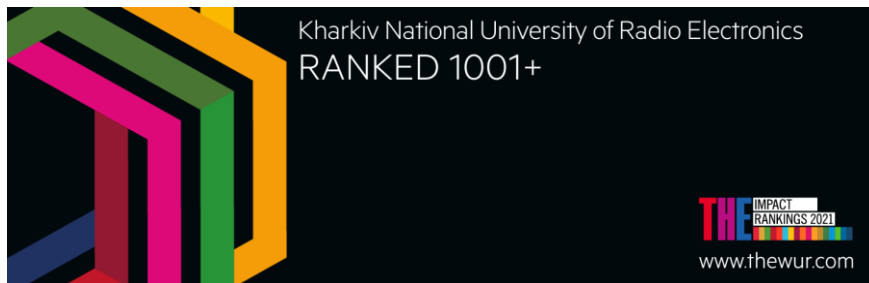 Kharkiv National University of Radio Electronics
RANKED 1001+
THE IMPACT
RANKINGS 2021
www.thewur.com